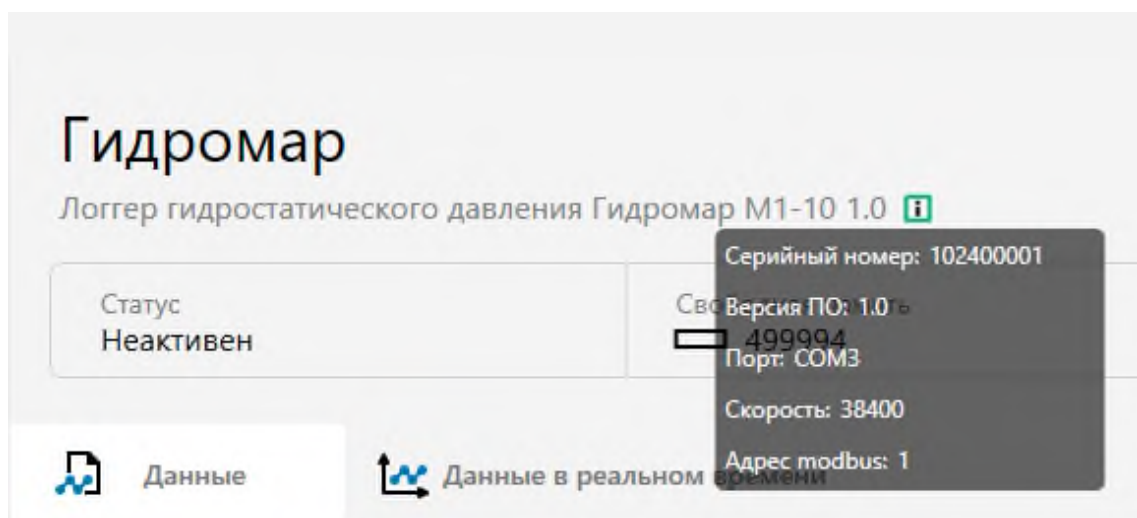 Гидромар
Логгер гидростатического давления Гидромар М1-10 1.0
Серийный номер: 102400001
Статус
Неактивен
Версия ПО: 1.0
499994
Порт: COM3
Скорость: 38400
Адрес modbus: 1
Данные
Данные в реальном времени